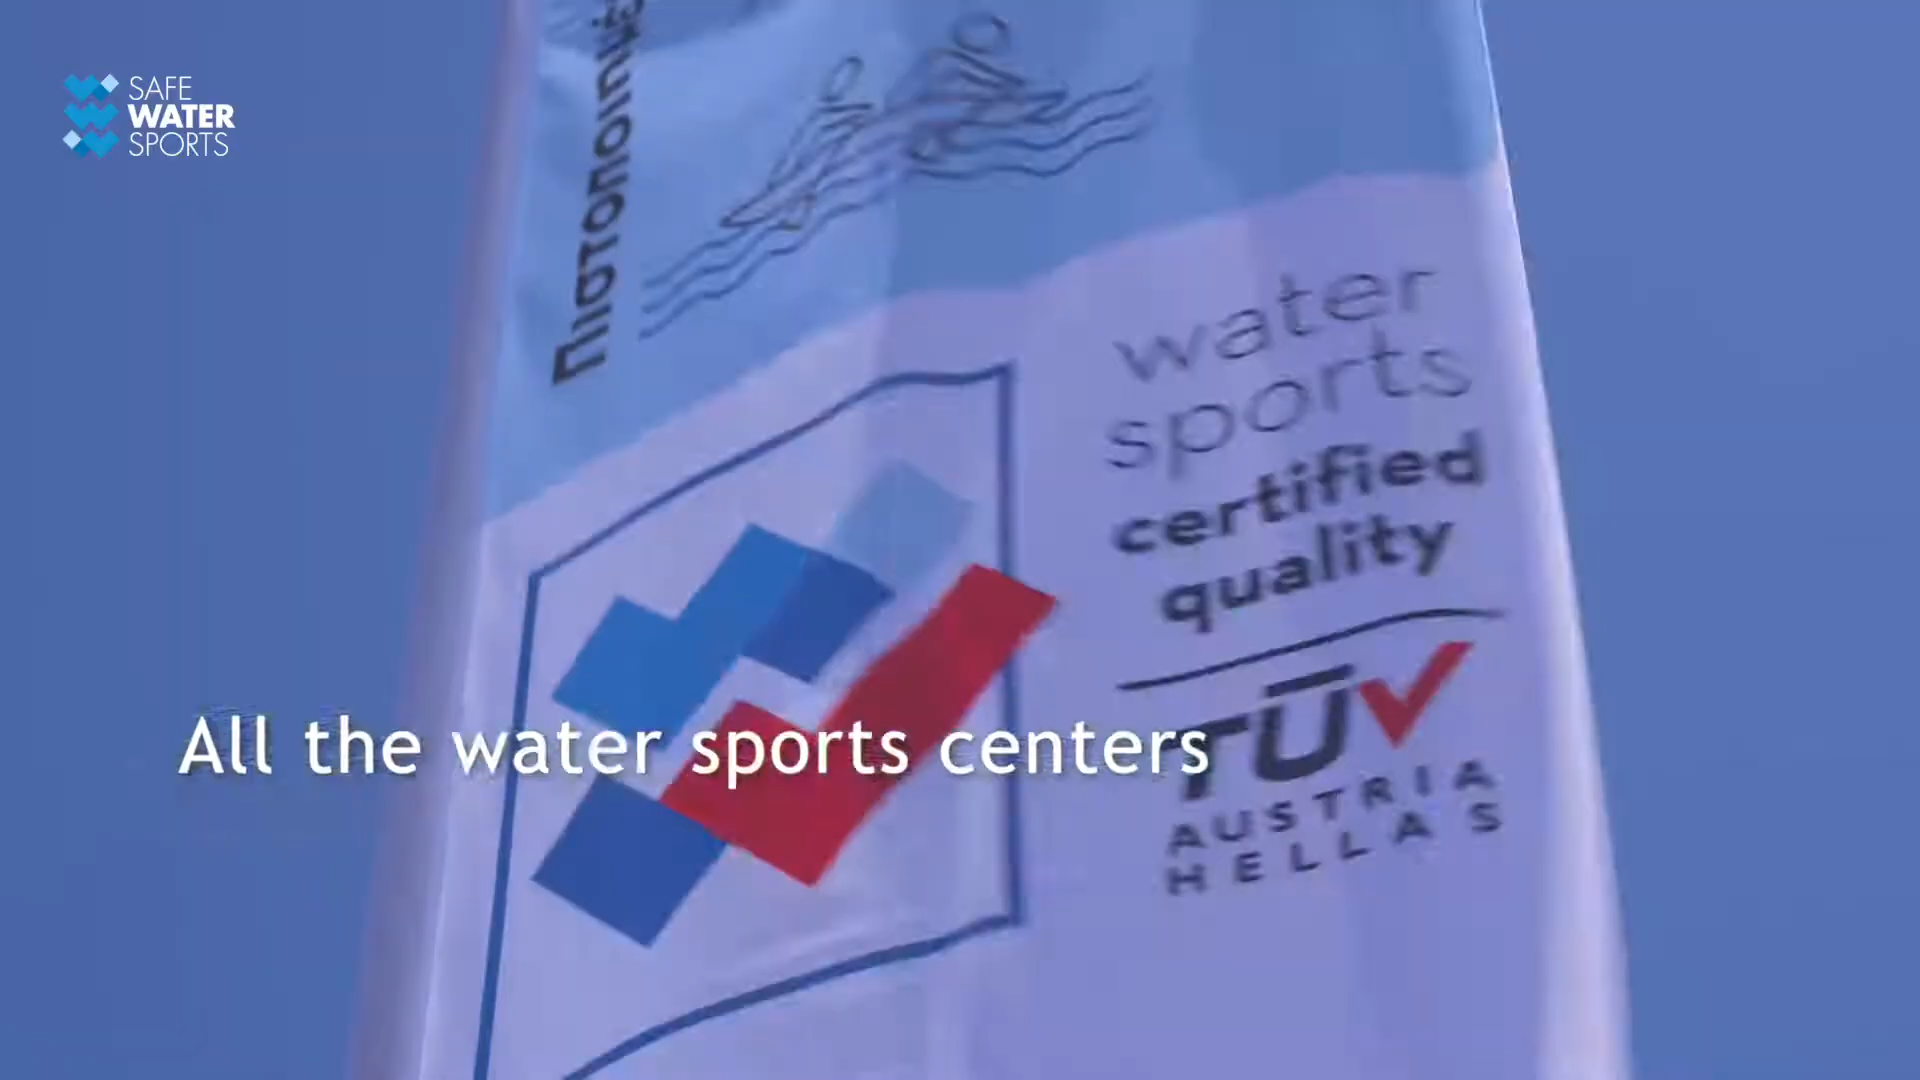 SAFE
WATER
SPORTS
water
sports
certified
quality
TÜV
AUSTRIA
HELLAS
All the water sports centers